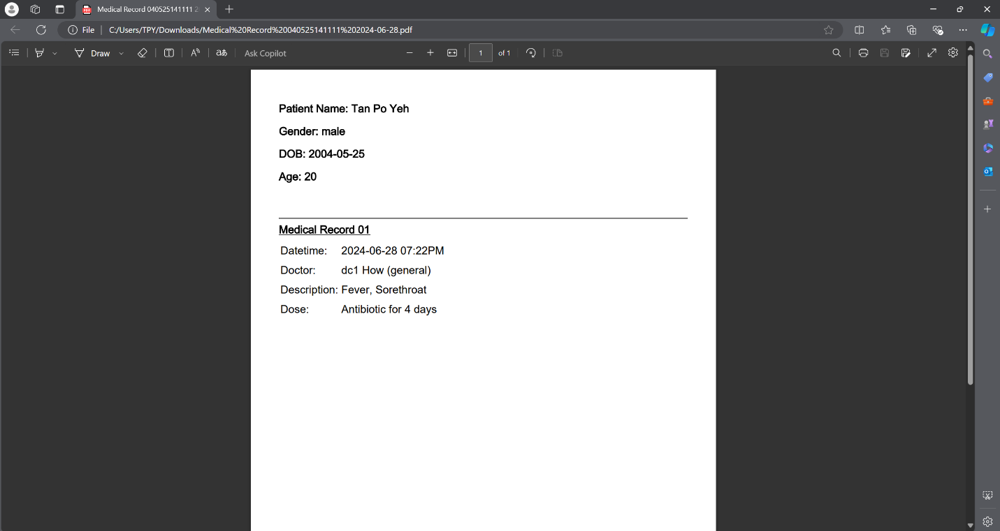 Medical Record 040525141111 2
File C:/Users/TPY/Downloads/Medical%20Record%20040525141111%202024-06-28.pdf
Draw Ask Copilot 1 of 1
Patient Name: Tan Po Yeh
Gender: male
DOB: 2004-05-25
Age: 20
Medical Record 01
Datetime: 2024-06-28 07:22PM
Doctor: dc1 How (general)
Description: Fever, Sorethroat
Dose: Antibiotic for 4 days